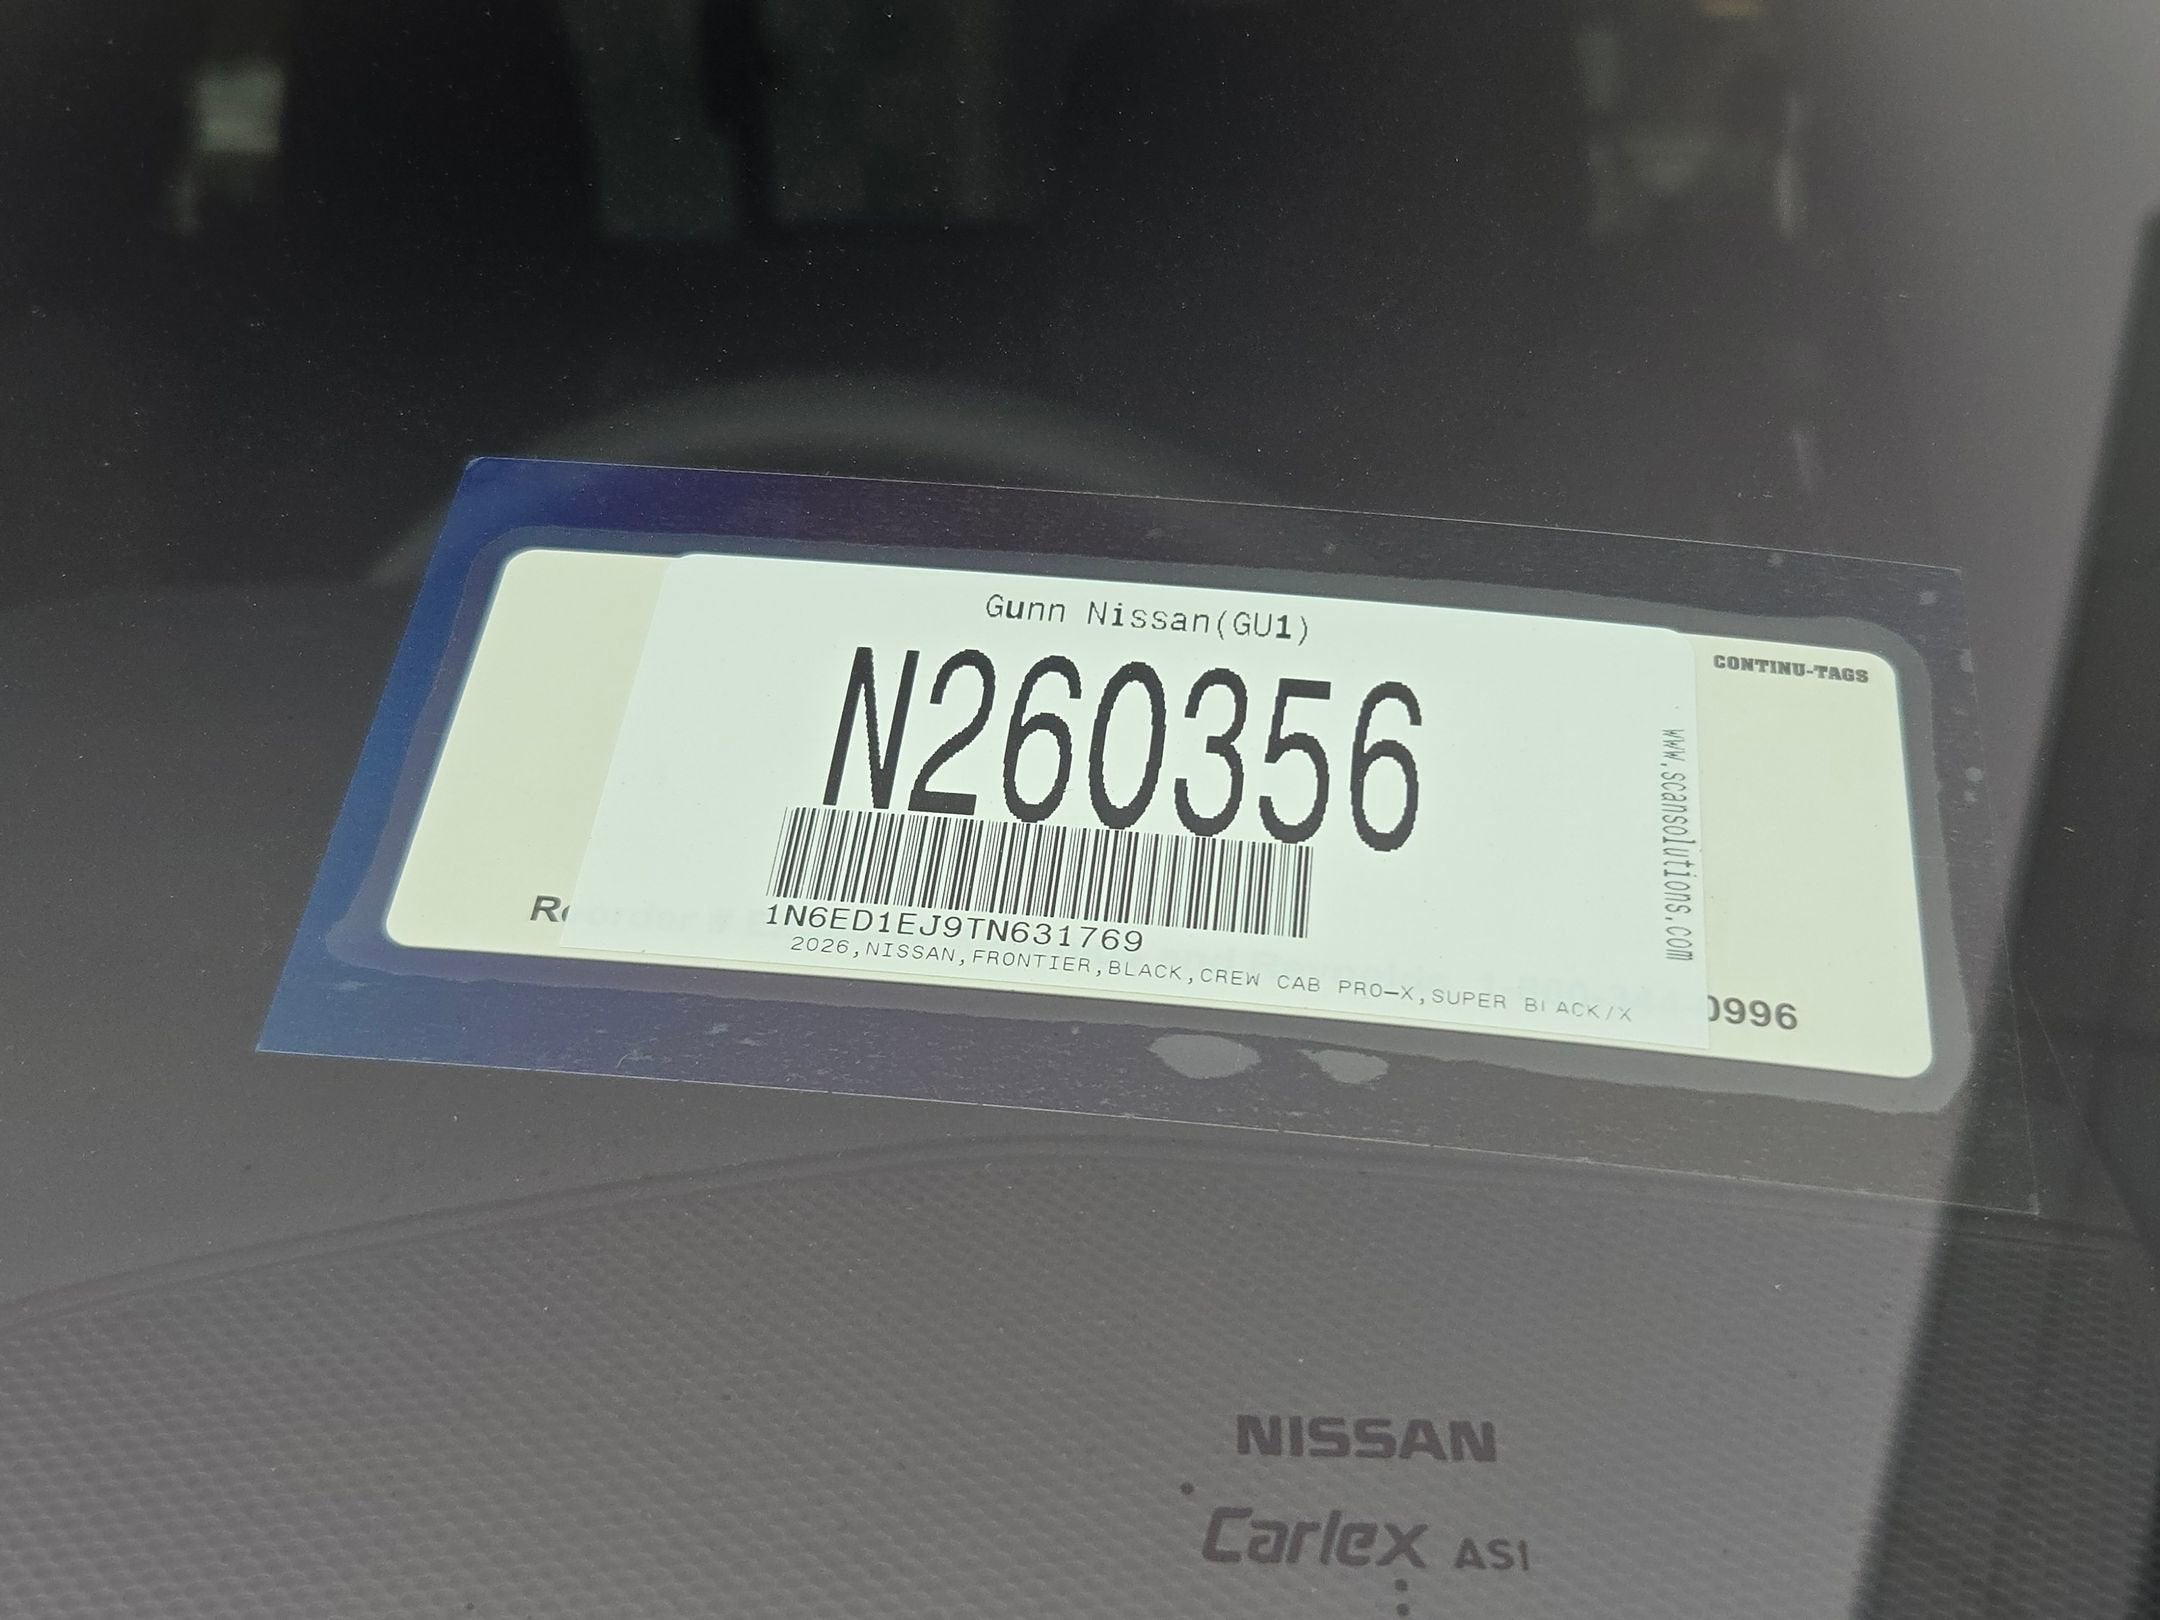 Gunn Nissan(GU1)
CONTINU-TAGS
N260356
www.scansolutions.com
1N6ED1EJ9TN631769
2026,NISSAN,FRONTIER,BLACK,CREW CAB PRO-X,SUPER BLACK/X
0996
NISSAN
Carlex AS1